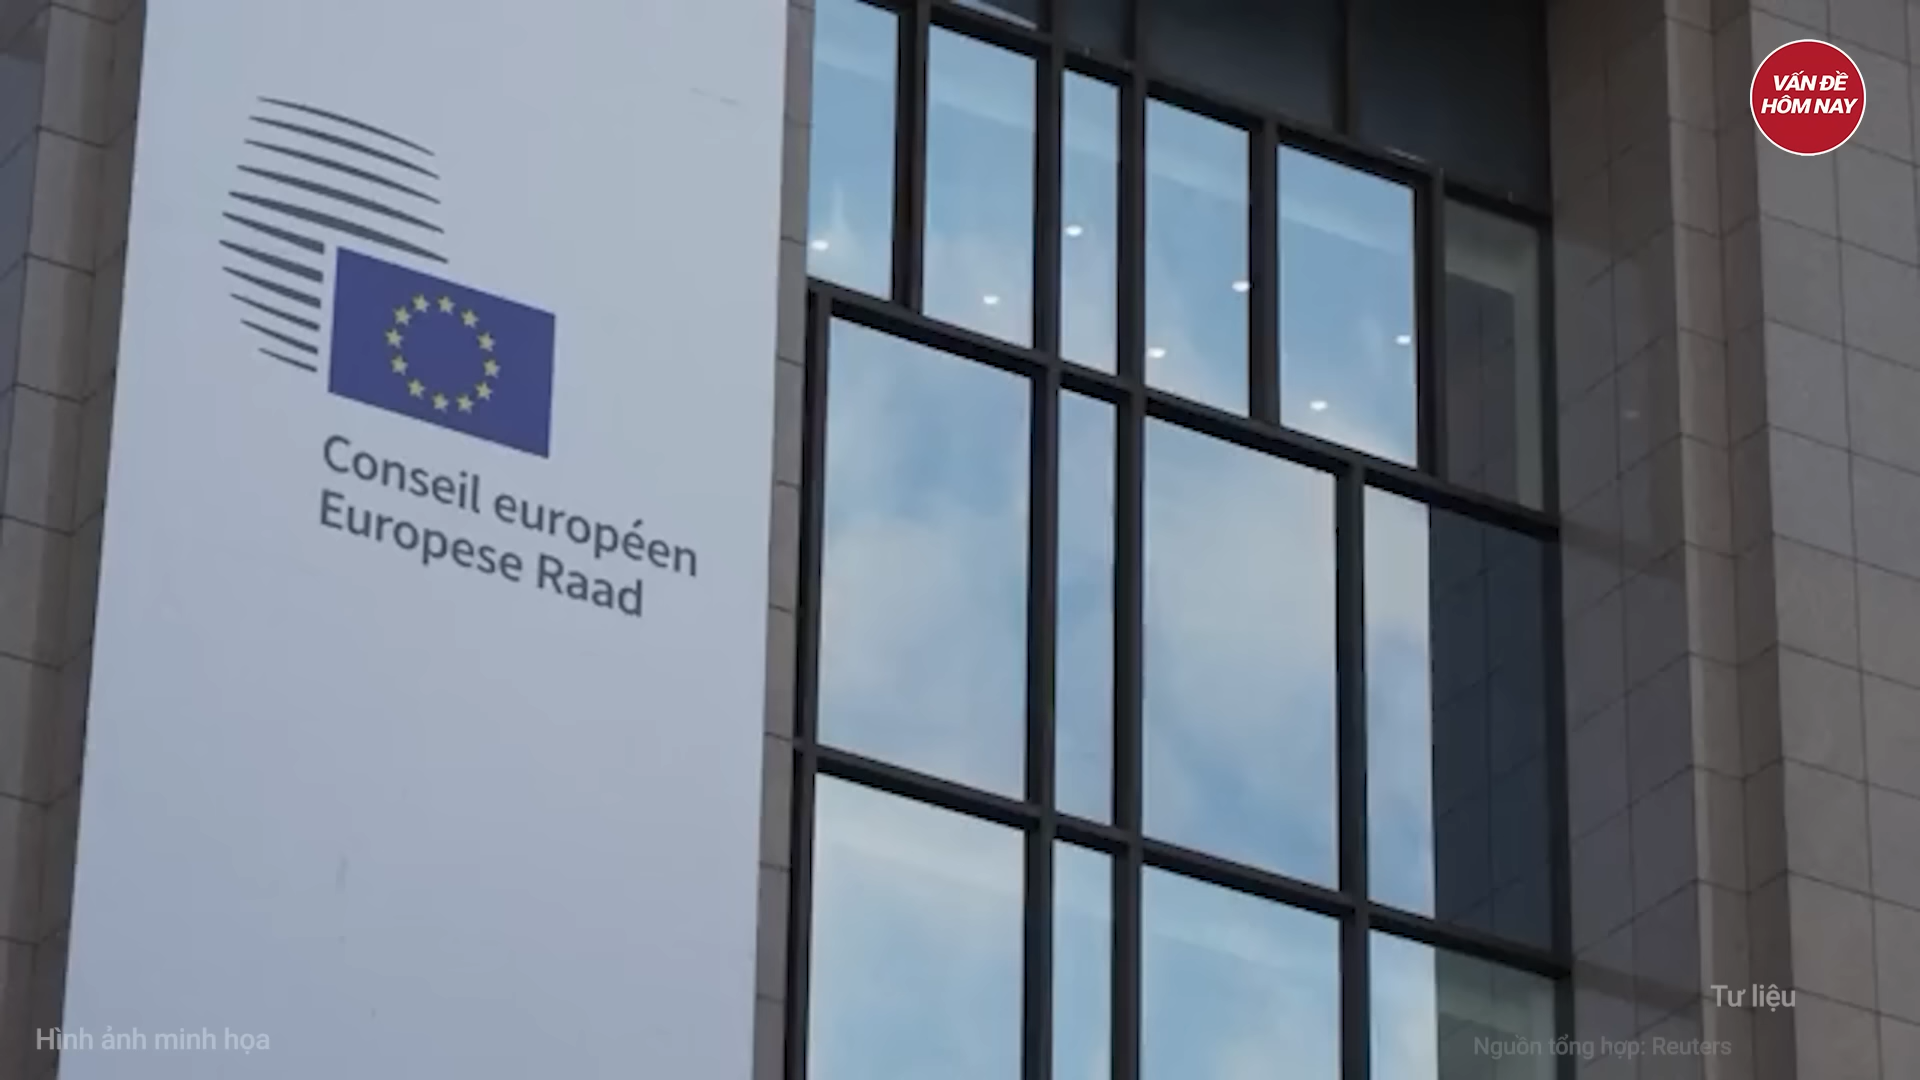 VẤN ĐỀ
HÔM NAY
Conseil européen
Europese Raad
Tư liệu
Hình ảnh minh họa
Nguồn tổng hợp: Reuters